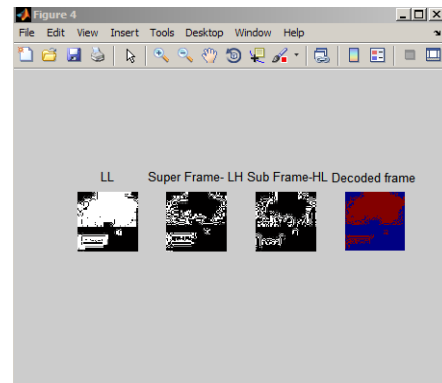 Figure 4
File Edit View Insert Tools Desktop Window Help
LL Super Frame- LH Sub Frame-HL Decoded frame